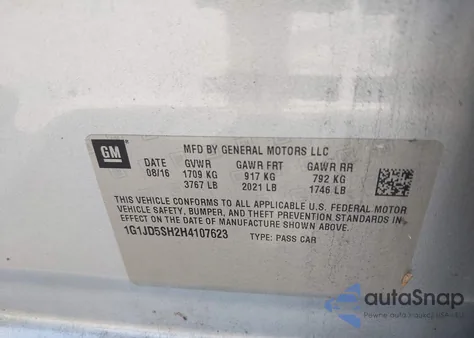 GM
MFD BY GENERAL MOTORS LLC
DATE GVWR GAWR FRT GAWR RR
08/16 1709 KG 917 KG 792 KG
3767 LB 2021 LB 1746 LB
THIS VEHICLE CONFORMS TO ALL APPLICABLE U.S. FEDERAL MOTOR
VEHICLE SAFETY, BUMPER, AND THEFT PREVENTION STANDARDS IN
EFFECT ON THE DATE OF MANUFACTURE SHOWN ABOVE.
1G1JD5SH2H4107623 TYPE: PASS CAR
autoSnap